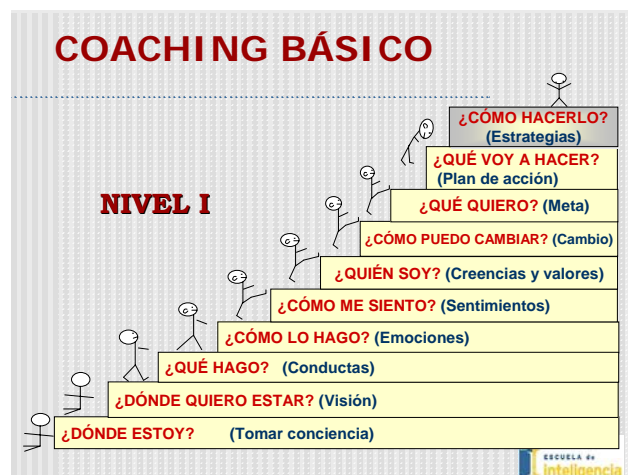 COACHING BÁSICO
¿CÓMO HACERLO?
(Estrategias)
¿QUÉ VOY A HACER?
(Plan de acción)
NIVEL I
¿QUÉ QUIERO? (Meta)
¿CÓMO PUEDO CAMBIAR? (Cambio)
¿QUIÉN SOY? (Creencias y valores)
¿CÓMO ME SIENTO? (Sentimientos)
¿CÓMO LO HAGO? (Emociones)
¿QUÉ HAGO? (Conductas)
¿DÓNDE QUIERO ESTAR? (Visión)
¿DÓNDE ESTOY? (Tomar conciencia)
ESCUELA de
inteligencia